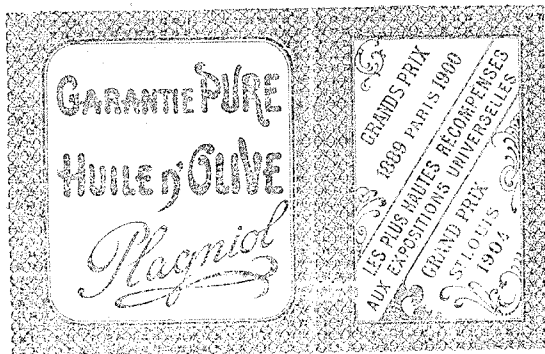 GARANTIE PURE
HUILE D'OLIVE
Plagniol
GRANDS PRIX
1889 PARIS 1900
LES PLUS HAUTES RÉCOMPENSES
AUX EXPOSITIONS UNIVERSELLES
GRAND PRIX
ST LOUIS
1904